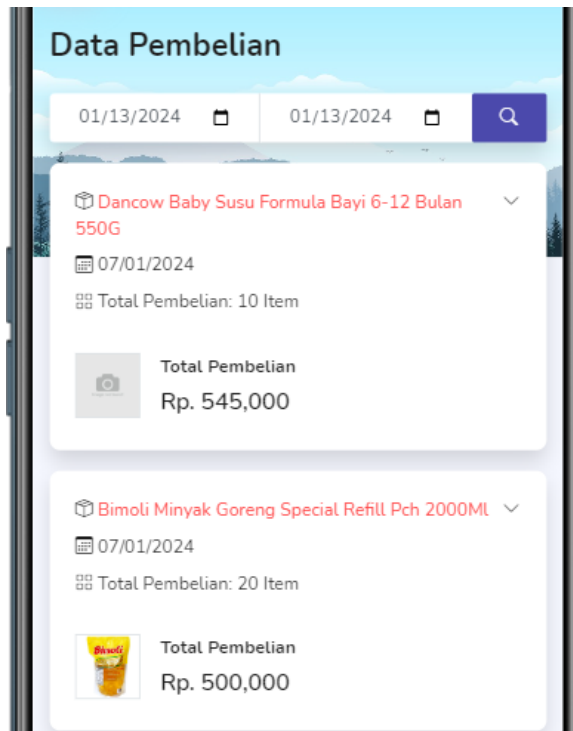 Data Pembelian
01/13/2024 01/13/2024
Dancow Baby Susu Formula Bayi 6-12 Bulan
550G
07/01/2024
Total Pembelian: 10 Item
Total Pembelian
Rp. 545,000
Bimoli Minyak Goreng Special Refill Pch 2000Ml
07/01/2024
Total Pembelian: 20 Item
Bimoli
Total Pembelian
Rp. 500,000